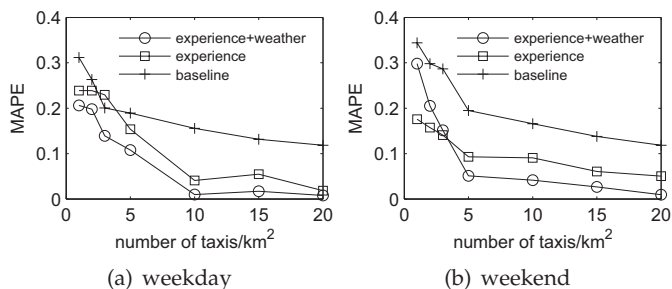 0.4
0.3
0.2
0.1
0
MAPE
experience+weather
experience
baseline
0 5 10 15 20
number of taxis/km²
(a) weekday
0.4
0.3
0.2
0.1
0
MAPE
experience+weather
experience
baseline
0 5 10 15 20
number of taxis/km²
(b) weekend